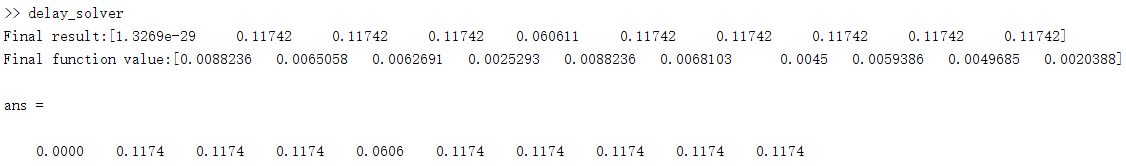 >> delay_solver
Final result:[1.3269e-29 0.11742 0.11742 0.11742 0.060611 0.11742 0.11742 0.11742 0.11742 0.11742]
Final function value:[0.0088236 0.0065058 0.0062691 0.0025293 0.0088236 0.0068103 0.0045 0.0059386 0.0049685 0.0020388]
ans =
0.0000 0.1174 0.1174 0.1174 0.0606 0.1174 0.1174 0.1174 0.1174 0.1174